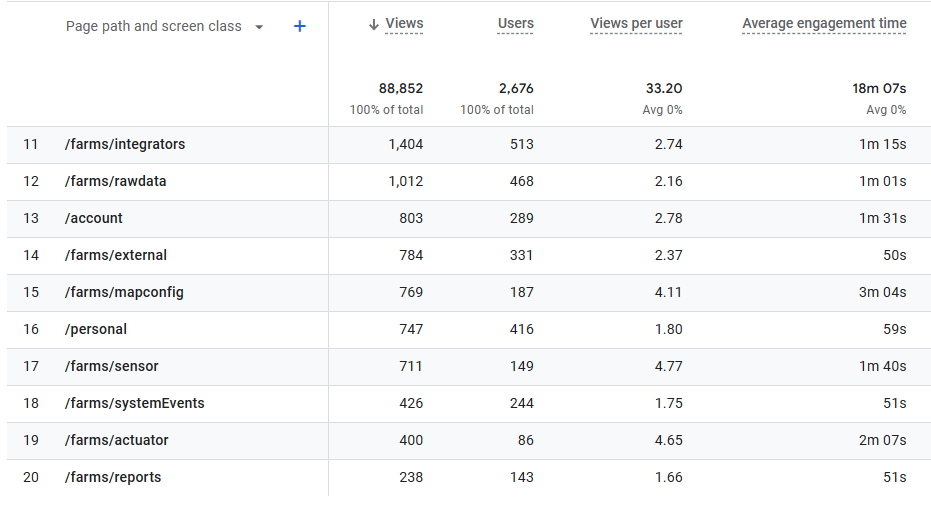 Page path and screen class + Views Users Views per user Average engagement time
88,852 2,676 33.20 18m 07s
100% of total 100% of total Avg 0% Avg 0%
11 /farms/integrators 1,404 513 2.74 1m 15s
12 /farms/rawdata 1,012 468 2.16 1m 01s
13 /account 803 289 2.78 1m 31s
14 /farms/external 784 331 2.37 50s
15 /farms/mapconfig 769 187 4.11 3m 04s
16 /personal 747 416 1.80 59s
17 /farms/sensor 711 149 4.77 1m 40s
18 /farms/systemEvents 426 244 1.75 51s
19 /farms/actuator 400 86 4.65 2m 07s
20 /farms/reports 238 143 1.66 51s